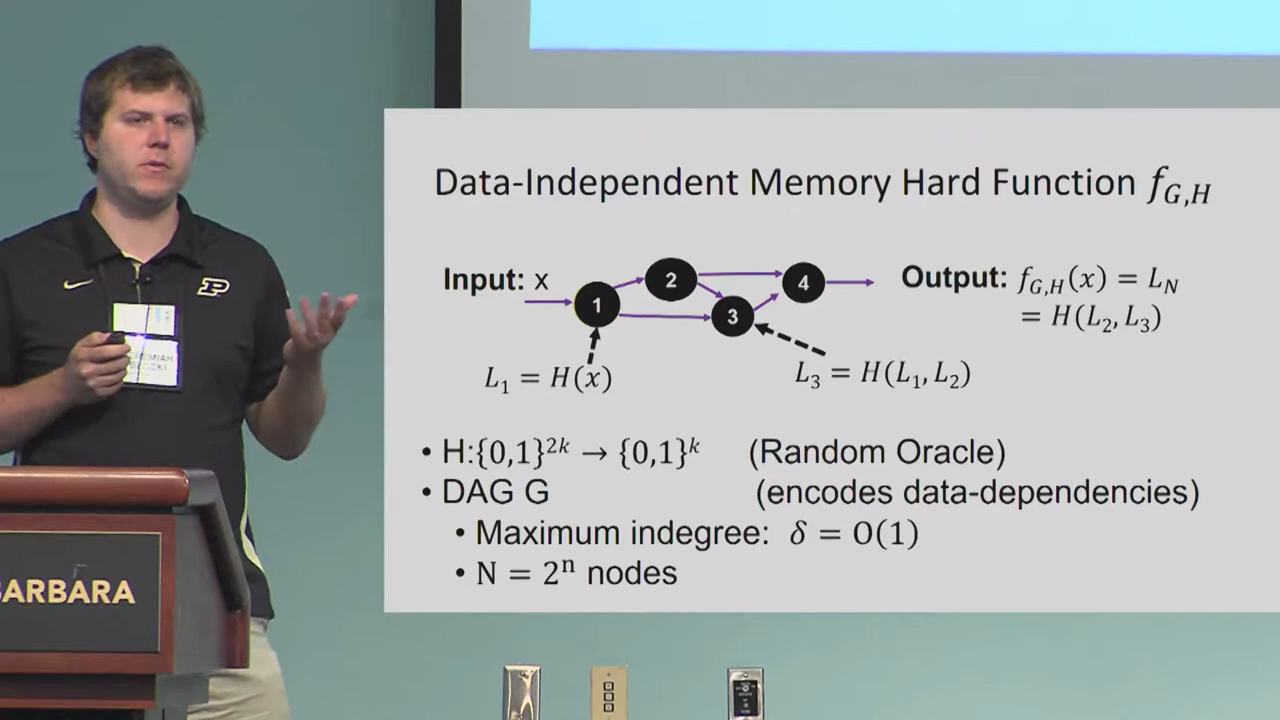 Data-Independent Memory Hard Function f_{G,H}
Input: x
1
2
3
4
Output: f_{G,H}(x) = L_N
= H(L_2, L_3)
L_1 = H(x)
L_3 = H(L_1, L_2)
• H:{0,1}^{2k} → {0,1}^k (Random Oracle)
• DAG G (encodes data-dependencies)
• Maximum indegree: δ = O(1)
• N = 2^n nodes
P
BARBARA